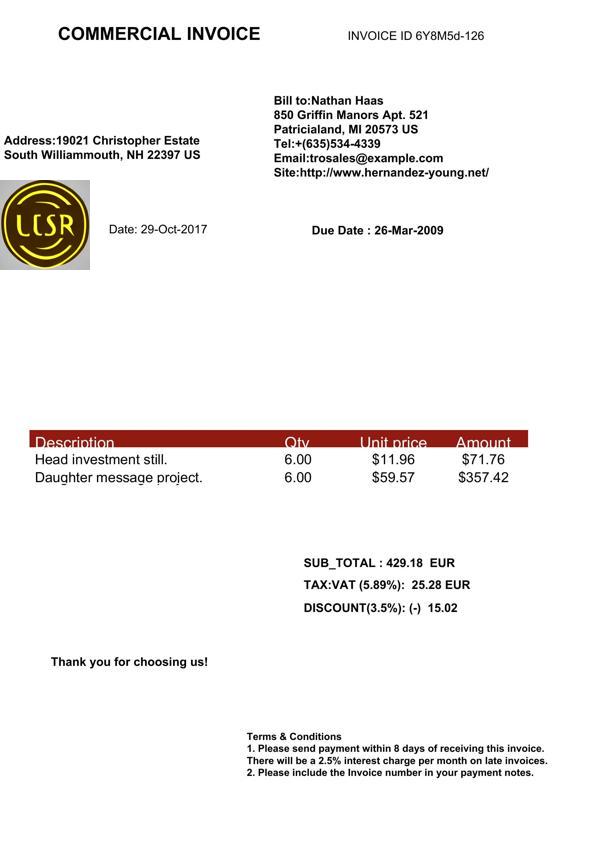 COMMERCIAL INVOICE
INVOICE ID 6Y8M5d-126
Bill to:Nathan Haas
850 Griffin Manors Apt. 521
Patricialand, MI 20573 US
Tel:+(635)534-4339
Email:trosales@example.com
Site:http://www.hernandez-young.net/
Address:19021 Christopher Estate
South Williammouth, NH 22397 US
LCSR
Date: 29-Oct-2017
Due Date : 26-Mar-2009
Description Qty Unit price Amount
Head investment still. 6.00 $11.96 $71.76
Daughter message project. 6.00 $59.57 $357.42
SUB_TOTAL : 429.18 EUR
TAX:VAT (5.89%): 25.28 EUR
DISCOUNT(3.5%): (-) 15.02
Thank you for choosing us!
Terms & Conditions
1. Please send payment within 8 days of receiving this invoice.
There will be a 2.5% interest charge per month on late invoices.
2. Please include the Invoice number in your payment notes.